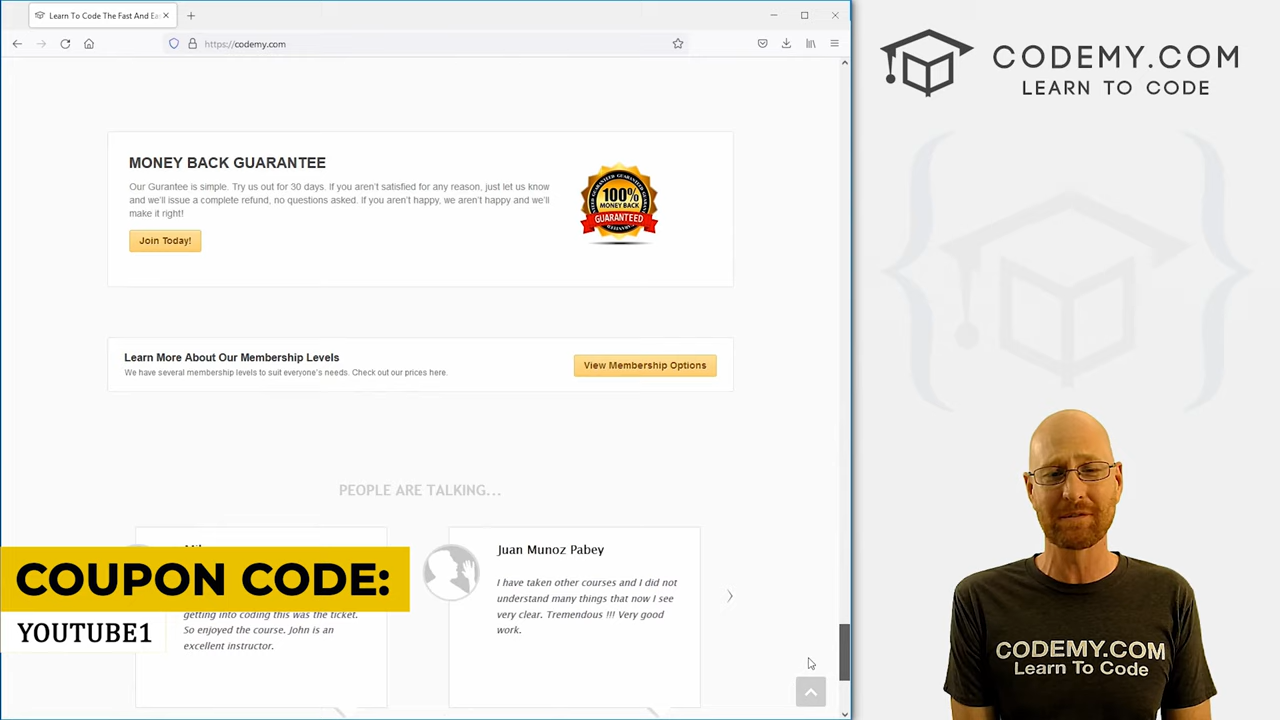 Learn To Code The Fast And Ea
https://codemy.com
CODEMY.COM
LEARN TO CODE
MONEY BACK GUARANTEE
Our Gurantee is simple. Try us out for 30 days. If you aren't satisfied for any reason, just let us know
and we'll issue a complete refund, no questions asked. If you aren't happy, we aren't happy and we'll
make it right!
Join Today!
100%
MONEY BACK
GUARANTEED
Learn More About Our Membership Levels
We have several membership levels to suit everyone's needs. Check out our prices here.
View Membership Options
PEOPLE ARE TALKING...
getting into coding this was the ticket.
So enjoyed the course. John is an
excellent instructor.
Juan Munoz Pabey
I have taken other courses and I did not
understand many things that now I see
very clear. Tremendous !!! Very good
work.
COUPON CODE:
YOUTUBE1
CODEMY.COM
Learn To Code